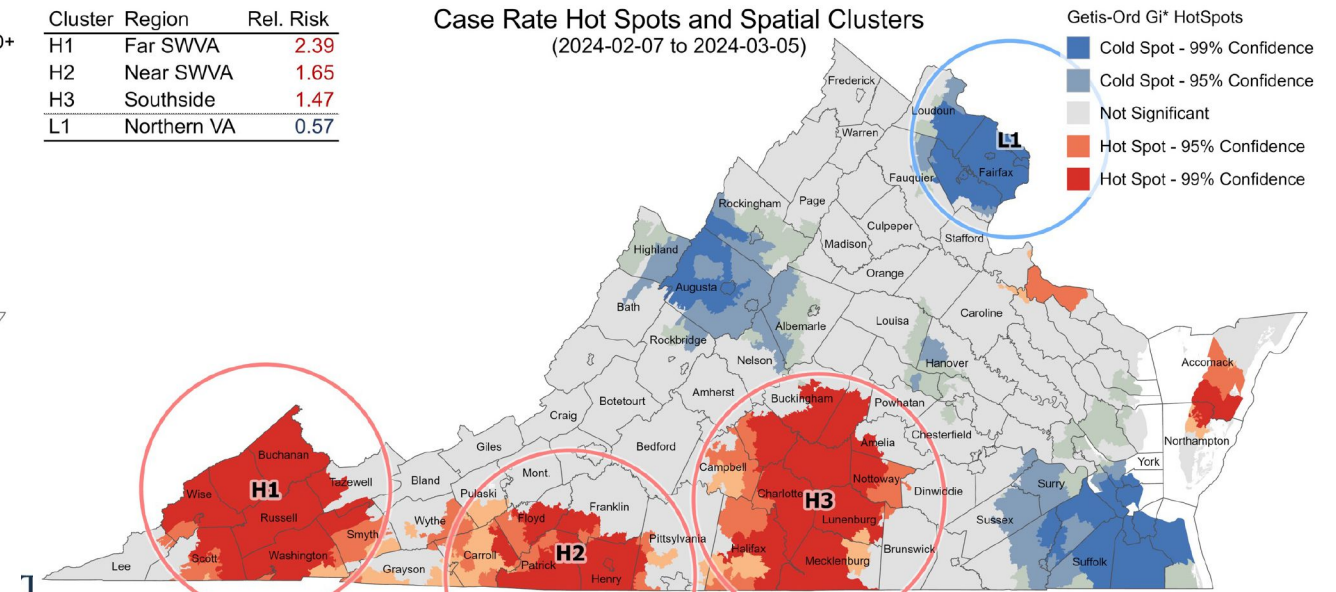 Cluster Region Rel. Risk
H1 Far SWVA 2.39
H2 Near SWVA 1.65
H3 Southside 1.47
L1 Northern VA 0.57
0+
Case Rate Hot Spots and Spatial Clusters
(2024-02-07 to 2024-03-05)
Getis-Ord Gi* HotSpots
Cold Spot - 99% Confidence
Cold Spot - 95% Confidence
Not Significant
Hot Spot - 95% Confidence
Hot Spot - 99% Confidence
Frederick
Loudoun
Warren
L1
Fauquier
Fairfax
Rockingham
Page
Culpeper
Stafford
Highland
Madison
Orange
Augusta
Bath
Albemarle
Louisa
Caroline
Rockbridge
Nelson
Hanover
Accomack
Amherst
Buckingham
Powhatan
Botetourt
Craig
Amelia
Chesterfield
Northampton
Giles
Bedford
Buchanan
Mont.
Campbell
York
Tazewell
Bland
Nottoway
Dinwiddie
Surry
Wise
H1
Pulaski
Charlotte
H3
Franklin
Russell
Wythe
Floyd
Lunenburg
Sussex
Smyth
Pittsylvania
Halifax
Brunswick
Scott
Washington
Carroll
H2
Mecklenburg
Suffolk
Lee
Grayson
Patrick
Henry